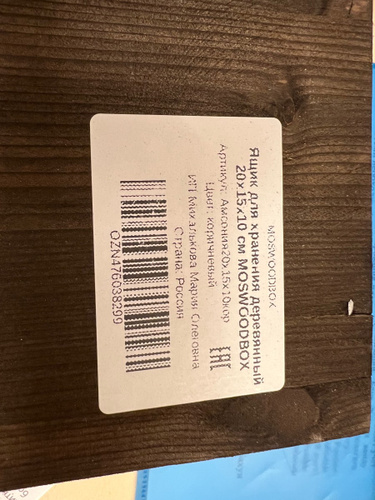 MOSWOODBOX
Ящик для хранения деревянный
20x15x10 см MOSWOODBOX
Артикул: Амсония20x15x10кор
Цвет: коричневый
ИП Михалькова Мария Олеговна
Страна: Россия
EAC
OZN476038299